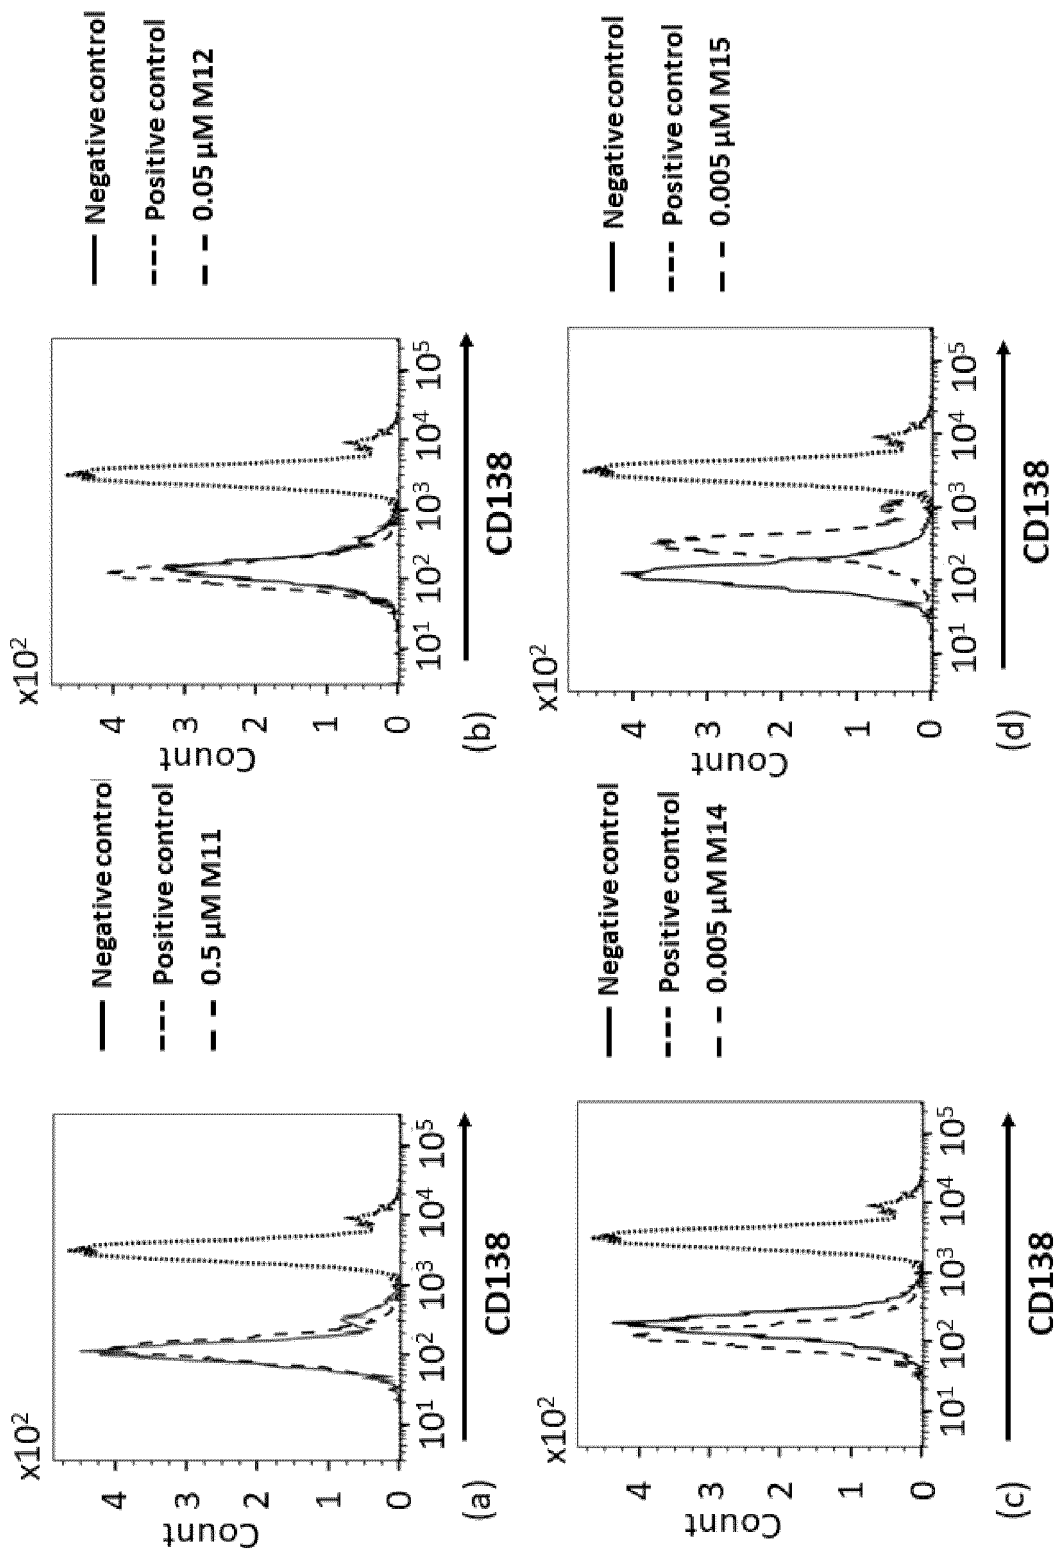 (a)
x10²
Count
4
3
2
1
0
10¹ 10² 10³ 10⁴ 10⁵
CD138
Negative control
Positive control
0.5 µM M11
(b)
x10²
Count
4
3
2
1
0
10¹ 10² 10³ 10⁴ 10⁵
CD138
Negative control
Positive control
0.05 µM M12
(c)
x10²
Count
4
3
2
1
0
10¹ 10² 10³ 10⁴ 10⁵
CD138
Negative control
Positive control
0.005 µM M14
(d)
x10²
Count
4
3
2
1
0
10¹ 10² 10³ 10⁴ 10⁵
CD138
Negative control
Positive control
0.005 µM M15